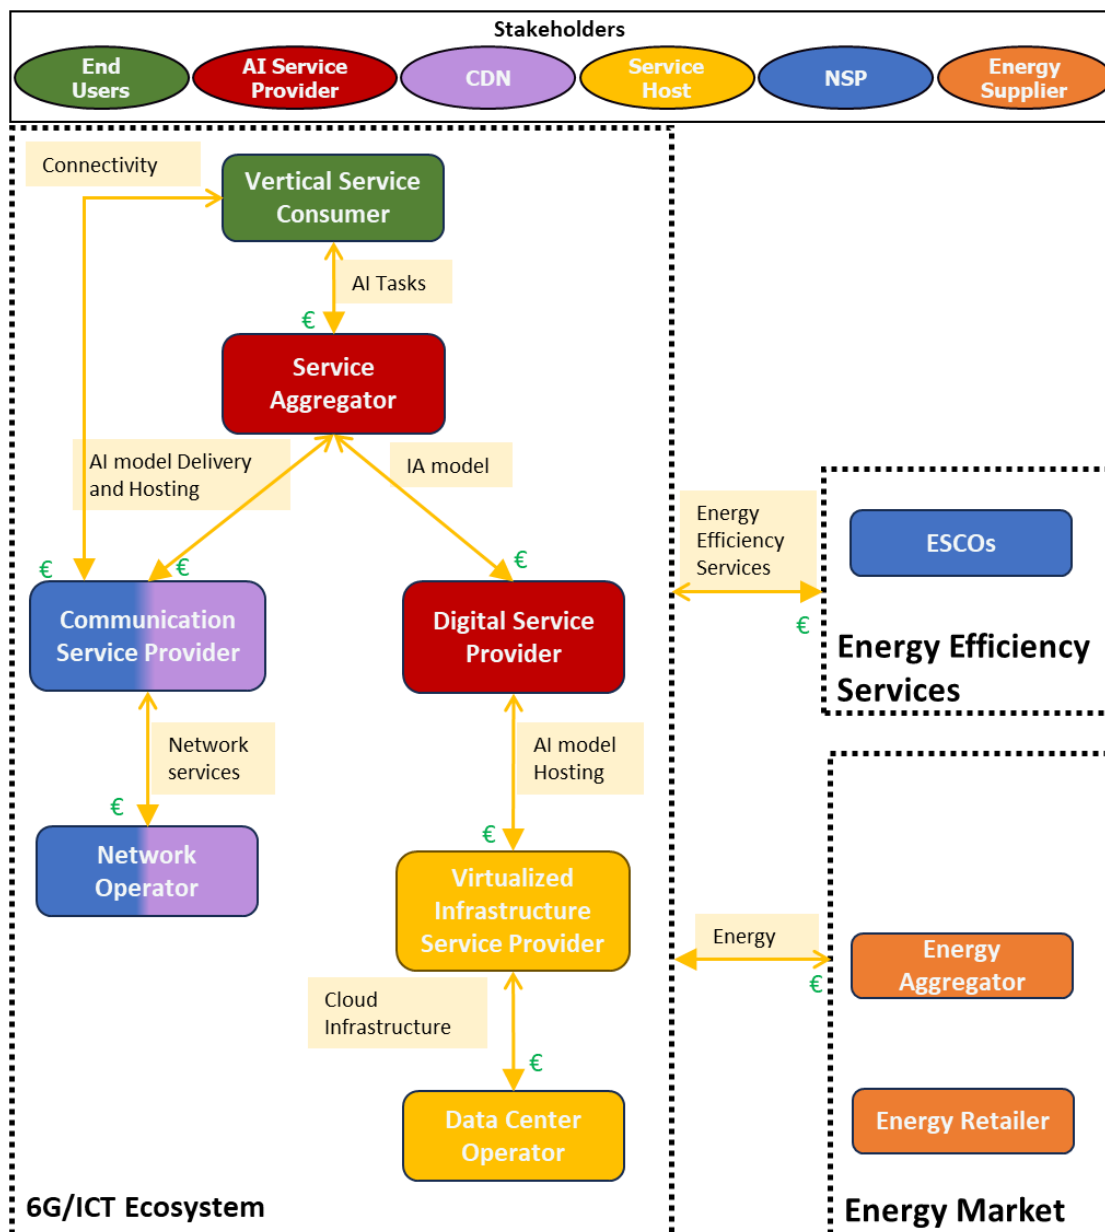 Stakeholders
End
Users
AI Service
Provider
CDN
Service
Host
NSP
Energy
Supplier
Connectivity
Vertical Service
Consumer
AI Tasks
€
Service
Aggregator
AI model Delivery
and Hosting
IA model
€
€
€
Communication
Service Provider
Digital Service
Provider
Energy
Efficiency
Services
€
ESCOs
Energy Efficiency
Services
Network
services
€
AI model
Hosting
€
Network
Operator
Virtualized
Infrastructure
Service Provider
Energy
€
Energy
Aggregator
Cloud
Infrastructure
€
Data Center
Operator
Energy Retailer
6G/ICT Ecosystem
Energy Market